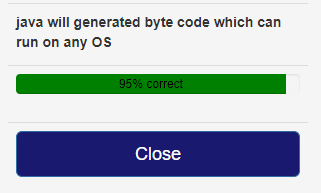 java will generated byte code which can
run on any OS
95% correct
Close